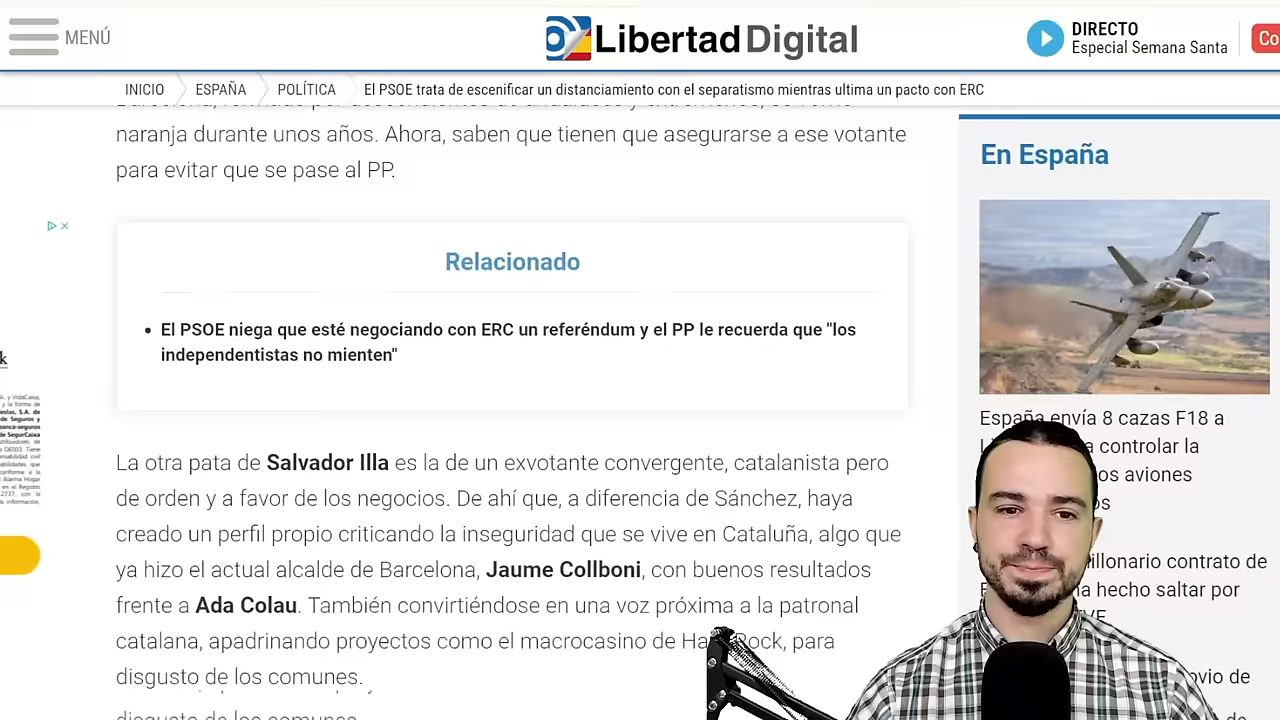 MENÚ
Libertad Digital
DIRECTO
Especial Semana Santa
Co
INICIO
ESPAÑA
POLÍTICA
El PSOE trata de escenificar un distanciamiento con el separatismo mientras ultima un pacto con ERC
naranja durante unos años. Ahora, saben que tienen que asegurarse a ese votante
para evitar que se pase al PP.
Relacionado
• El PSOE niega que esté negociando con ERC un referéndum y el PP le recuerda que "los
independentistas no mienten"
La otra pata de Salvador Illa es la de un exvotante convergente, catalanista pero
de orden y a favor de los negocios. De ahí que, a diferencia de Sánchez, haya
creado un perfil propio criticando la inseguridad que se vive en Cataluña, algo que
ya hizo el actual alcalde de Barcelona, Jaume Collboni, con buenos resultados
frente a Ada Colau. También convirtiéndose en una voz próxima a la patronal
catalana, apadrinando proyectos como el macrocasino de Ha Rock, para
disgusto de los comunes.
disgusto de los comunes.
En España
España envía 8 cazas F18 a
a controlar la
os aviones
illonario contrato de
a hecho saltar por
ovio de
de